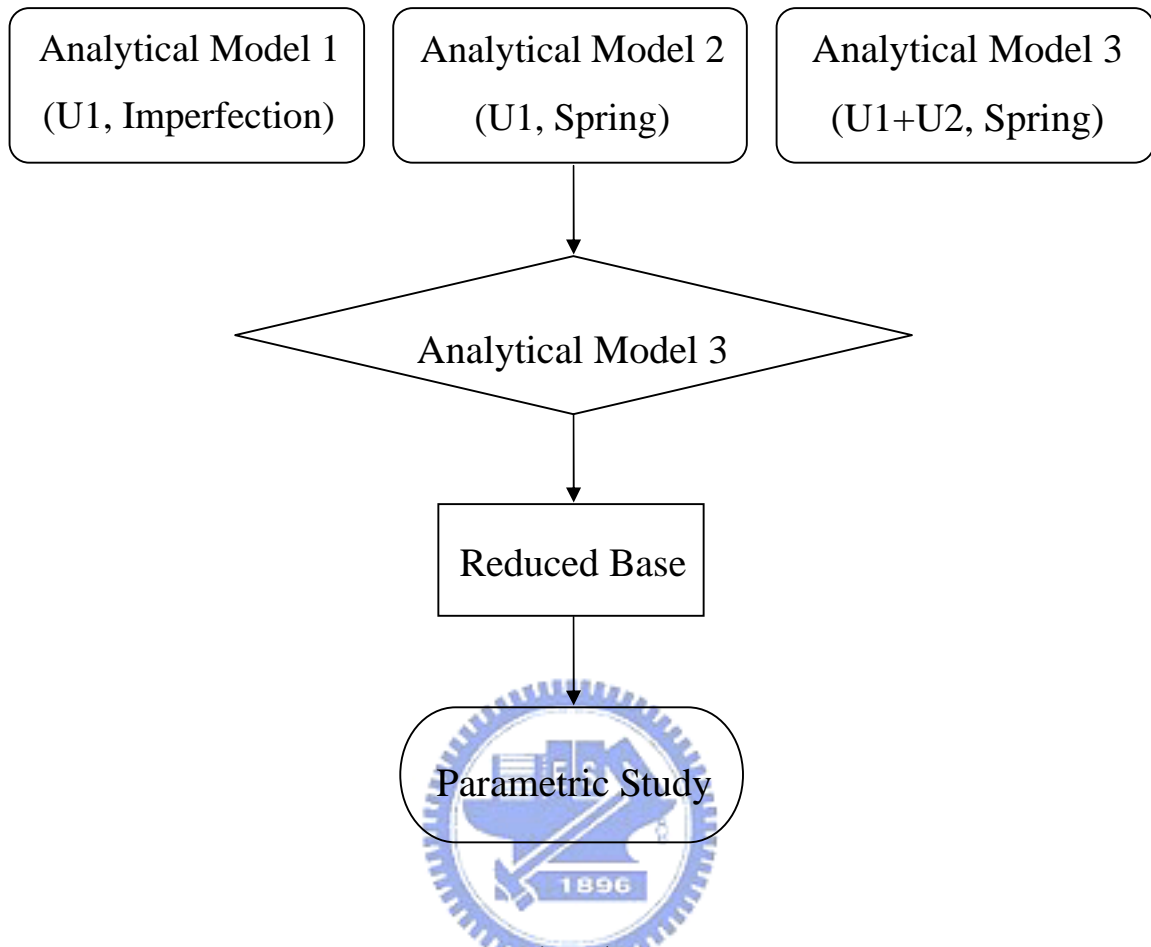 Analytical Model 1
(U1, Imperfection)
Analytical Model 2
(U1, Spring)
Analytical Model 3
(U1+U2, Spring)
Analytical Model 3
Reduced Base
Parametric Study
1896